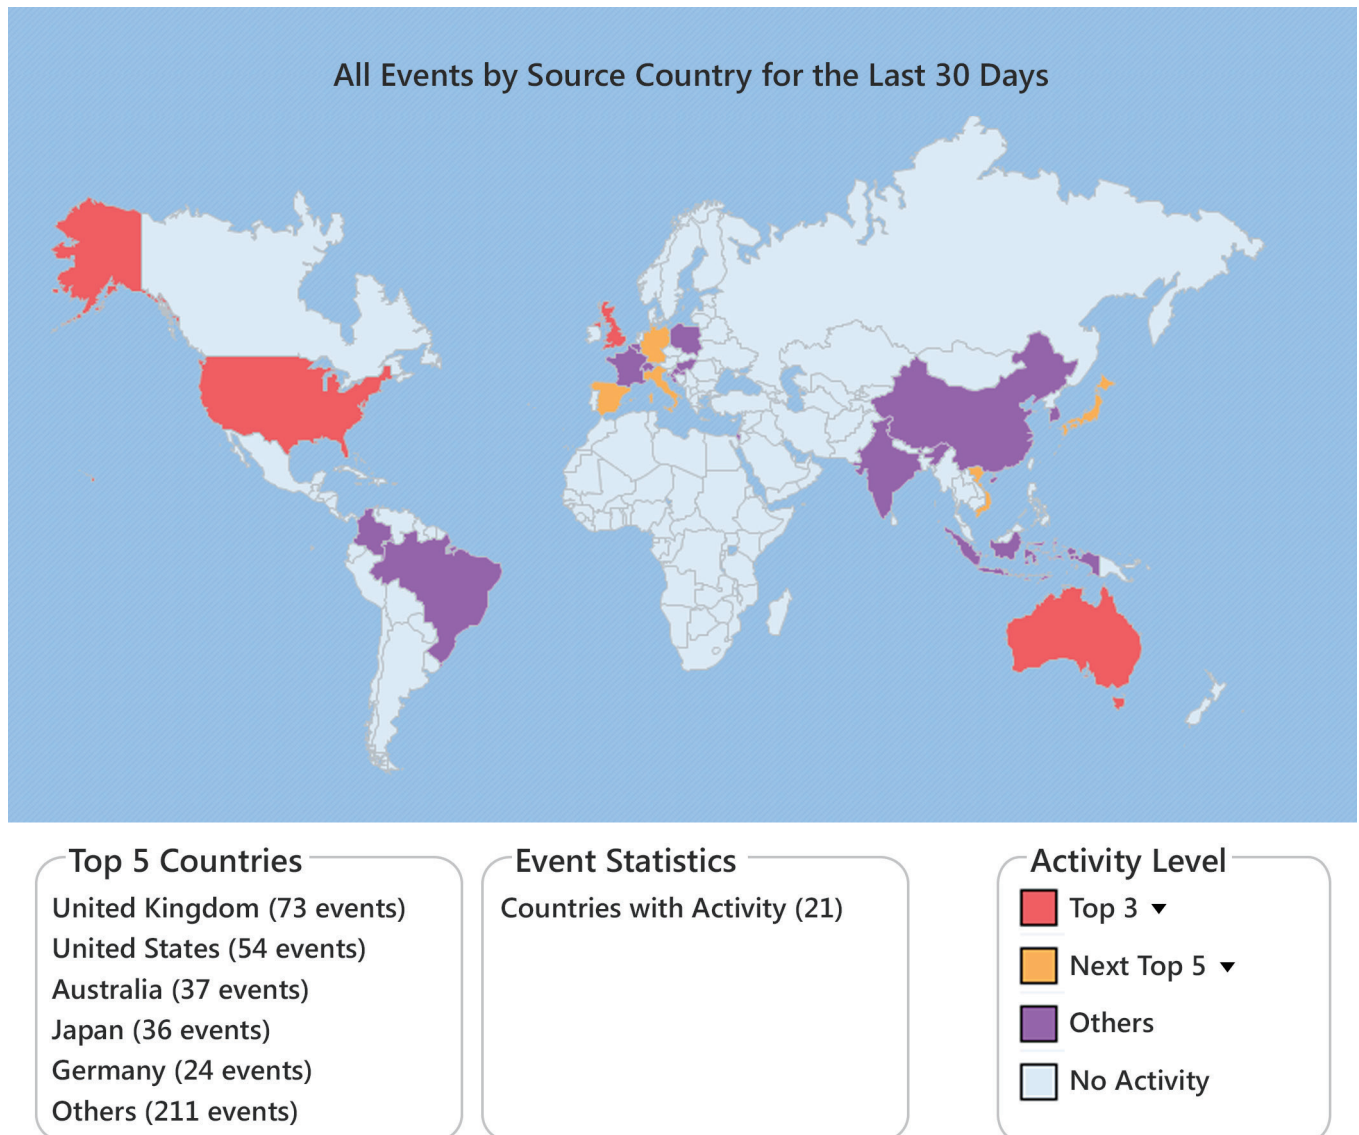 All Events by Source Country for the Last 30 Days
Top 5 Countries
United Kingdom (73 events)
United States (54 events)
Australia (37 events)
Japan (36 events)
Germany (24 events)
Others (211 events)
Event Statistics
Countries with Activity (21)
Activity Level
Top 3
Next Top 5
Others
No Activity